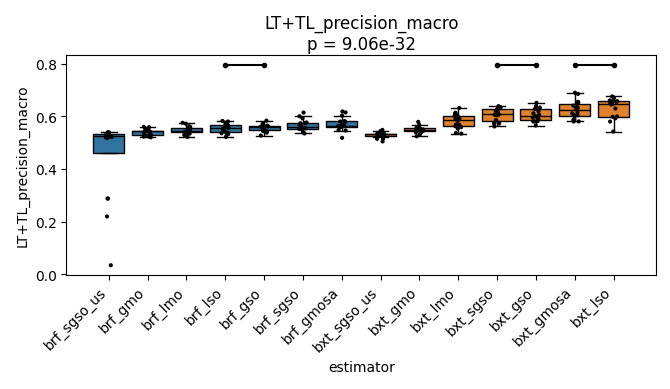 LT+TL_precision_macro
p = 9.06e-32
LT+TL_precision_macro
0.8
0.6
0.4
0.2
0.0
brf_sgso_us
brf_gmo
brf_lmo
brf_lso
brf_gso
brf_sgso
brf_gmosa
bxt_sgso_us
bxt_gmo
bxt_lmo
bxt_sgso
bxt_gso
bxt_gmosa
bxt_lso
estimator